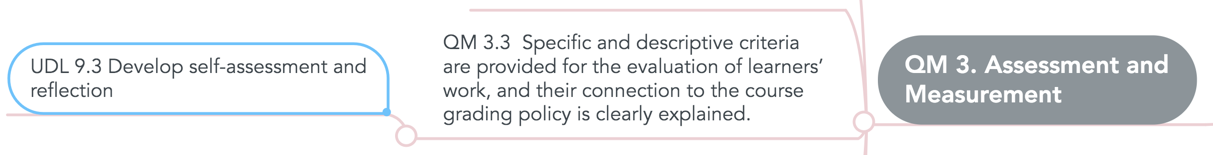 UDL 9.3 Develop self-assessment and
reflection
QM 3.3  Specific and descriptive criteria
are provided for the evaluation of learners’
work, and their connection to the course
grading policy is clearly explained.
QM 3. Assessment and
Measurement